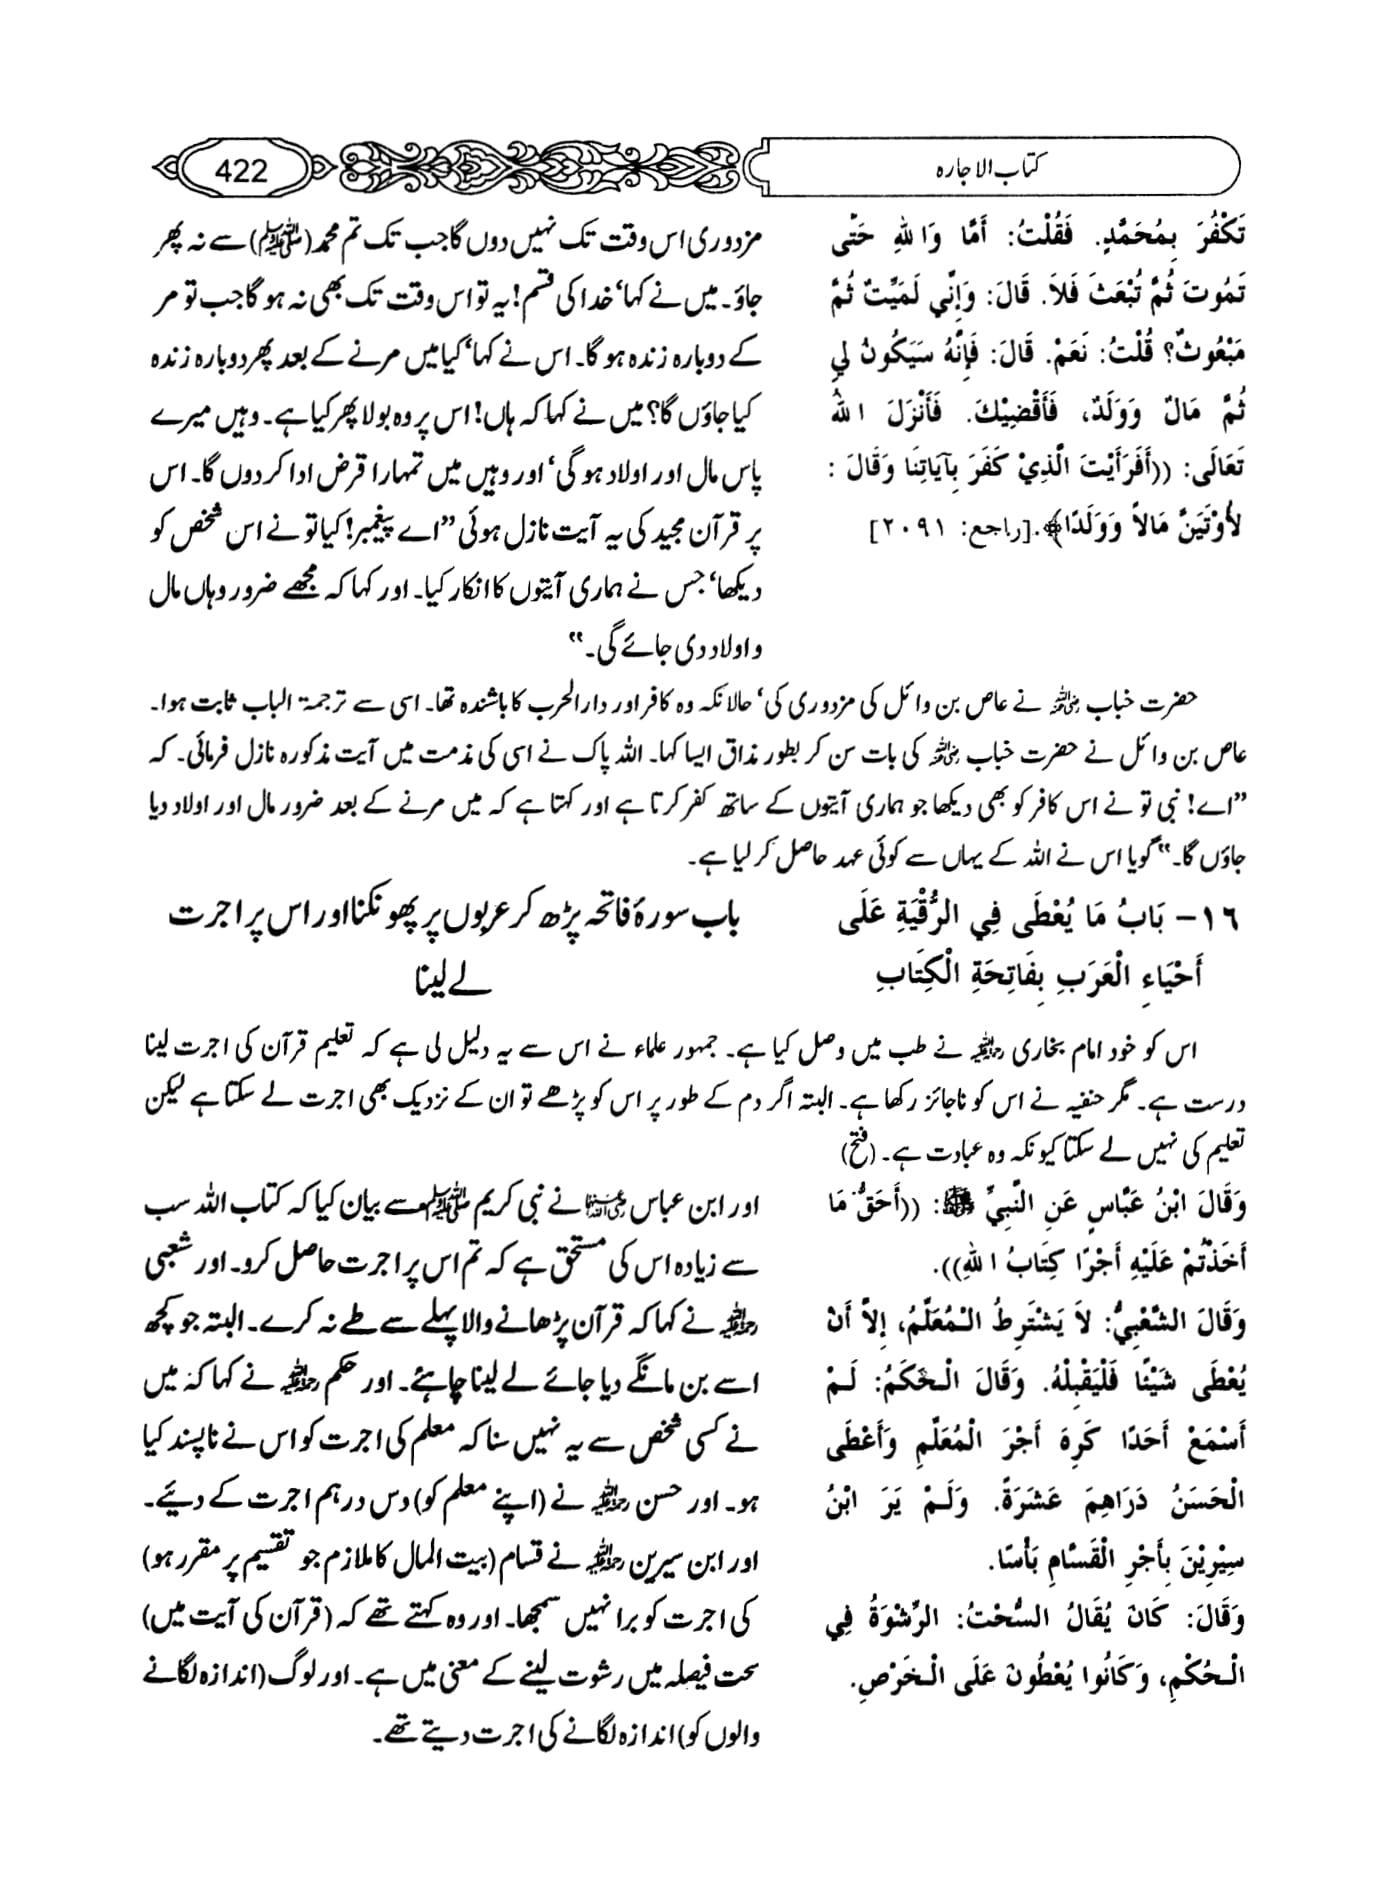 کتاب الاجارہ
422
تَكْفُرَ بِمُحَمَّدٍ. فَقُلْتُ: أَمَّا وَاللهِ حَتَّى
تَمُوتَ ثُمَّ تُبْعَثَ فَلاَ. قَالَ: وَإِنِّي لَمَيِّتٌ ثُمَّ
مَبْعُوثٌ؟ قُلْتُ: نَعَمْ. قَالَ: فَإِنَّهُ سَيَكُونُ لِي
ثُمَّ مَالٌ وَوَلَدٌ، فَأَقْضِيْكَ. فَأَنْزَلَ اللهُ
تَعَالَى: ((أَفَرَأَيْتَ الَّذِيْ كَفَرَ بِآيَاتِنَا وَقَالَ :
لأُوْتَيَنَّ مَالاً وَوَلَدًا﴾.[راجع: ٢٠٩١]
مزدوری اس وقت تک نہیں دوں گا جب تک تم محمد (ﷺ) سے نہ پھر
جاؤ۔ میں نے کہا‘ خدا کی قسم! یہ تو اس وقت تک بھی نہ ہو گا جب تو مر
کے دوبارہ زندہ ہو گا۔ اس نے کہا‘ کیا میں مرنے کے بعد پھر دوبارہ زندہ
کیا جاؤں گا؟ میں نے کہا کہ ہاں! اس پر وہ بولا پھر کیا ہے۔ وہیں میرے
پاس مال اور اولاد ہو گی‘ اور وہیں میں تمہارا قرض ادا کر دوں گا۔ اس
پر قرآن مجید کی یہ آیت نازل ہوئی ’’اے پیغمبر! کیا تو نے اس شخص کو
دیکھا‘ جس نے ہماری آیتوں کا انکار کیا۔ اور کہا کہ مجھے ضرور وہاں مال
و اولاد دی جائے گی۔‘‘
حضرت خباب رضی اللہ عنہ نے عاص بن وائل کی مزدوری کی‘ حالانکہ وہ کافر اور دار الحرب کا باشندہ تھا۔ اسی سے ترجمۃ الباب ثابت ہوا۔
عاص بن وائل نے حضرت خباب رضی اللہ عنہ کی بات سن کر بطور مذاق ایسا کہا۔ اللہ پاک نے اسی کی مذمت میں آیت مذکورہ نازل فرمائی۔ کہ
’’اے! نبی تو نے اس کافر کو بھی دیکھا جو ہماری آیتوں کے ساتھ کفر کرتا ہے اور کہتا ہے کہ میں مرنے کے بعد ضرور مال اور اولاد دیا
جاؤں گا۔‘‘ گویا اس نے اللہ کے یہاں سے کوئی عہد حاصل کر لیا ہے۔
١٦- بَابُ مَا يُعْطَى فِي الرُّقْيَةِ عَلَى
أَحْيَاءِ الْعَرَبِ بِفَاتِحَةِ الْكِتَابِ
باب سورۂ فاتحہ پڑھ کر عربوں پر پھونکنا اور اس پر اجرت
لے لینا
اس کو خود امام بخاری رحمہ اللہ نے طب میں وصل کیا ہے۔ جمہور علماء نے اس سے یہ دلیل لی ہے کہ تعلیم قرآن کی اجرت لینا
درست ہے۔ مگر حنفیہ نے اس کو ناجائز رکھا ہے۔ البتہ اگر دم کے طور پر اس کو پڑھے تو ان کے نزدیک بھی اجرت لے سکتا ہے لیکن
تعلیم کی نہیں لے سکتا کیونکہ وہ عبادت ہے۔ (فتح)
وَقَالَ ابْنُ عَبَّاسٍ عَنِ النَّبِيِّ ﷺ: ((أَحَقُّ مَا
أَخَذْتُمْ عَلَيْهِ أَجْرًا كِتَابُ اللهِ)).
وَقَالَ الشَّعْبِيُّ: لاَ يَشْتَرِطُ الْمُعَلِّمُ، إِلاَّ أَنْ
يُعْطَى شَيْئًا فَلْيَقْبَلْهُ. وَقَالَ الْحَكَمُ: لَمْ
أَسْمَعْ أَحَدًا كَرِهَ أَجْرَ الْمُعَلِّمِ وَأَعْطَى
الْحَسَنُ دَرَاهِمَ عَشَرَةً. وَلَمْ يَرَ ابْنُ
سِيْرِيْنَ بِأَجْرِ الْقَسَّامِ بَأْسًا.
وَقَالَ: كَانَ يُقَالُ السُّحْتُ: الرِّشْوَةُ فِي
الْحُكْمِ، وَكَانُوا يُعْطُونَ عَلَى الْخَرْصِ.
اور ابن عباس رضی اللہ عنہما نے نبی کریم ﷺ سے بیان کیا کہ کتاب اللہ سب
سے زیادہ اس کی مستحق ہے کہ تم اس پر اجرت حاصل کرو۔ اور شعبی
رحمہ اللہ نے کہا کہ قرآن پڑھانے والا پہلے سے طے نہ کرے۔ البتہ جو کچھ
اسے بن مانگے دیا جائے لے لینا چاہئے۔ اور حکم رحمہ اللہ نے کہا کہ میں
نے کسی شخص سے یہ نہیں سنا کہ معلم کی اجرت کو اس نے ناپسند کیا
ہو۔ اور حسن رحمہ اللہ نے (اپنے معلم کو) دس درہم اجرت کے دیئے۔
اور ابن سیرین رحمہ اللہ نے قسام (بیت المال کا ملازم جو تقسیم پر مقرر ہو)
کی اجرت کو برا نہیں سمجھا۔ اور وہ کہتے تھے کہ (قرآن کی آیت میں)
سحت فیصلہ میں رشوت لینے کے معنی میں ہے۔ اور لوگ (اندازہ لگانے
والوں کو) اندازہ لگانے کی اجرت دیتے تھے۔